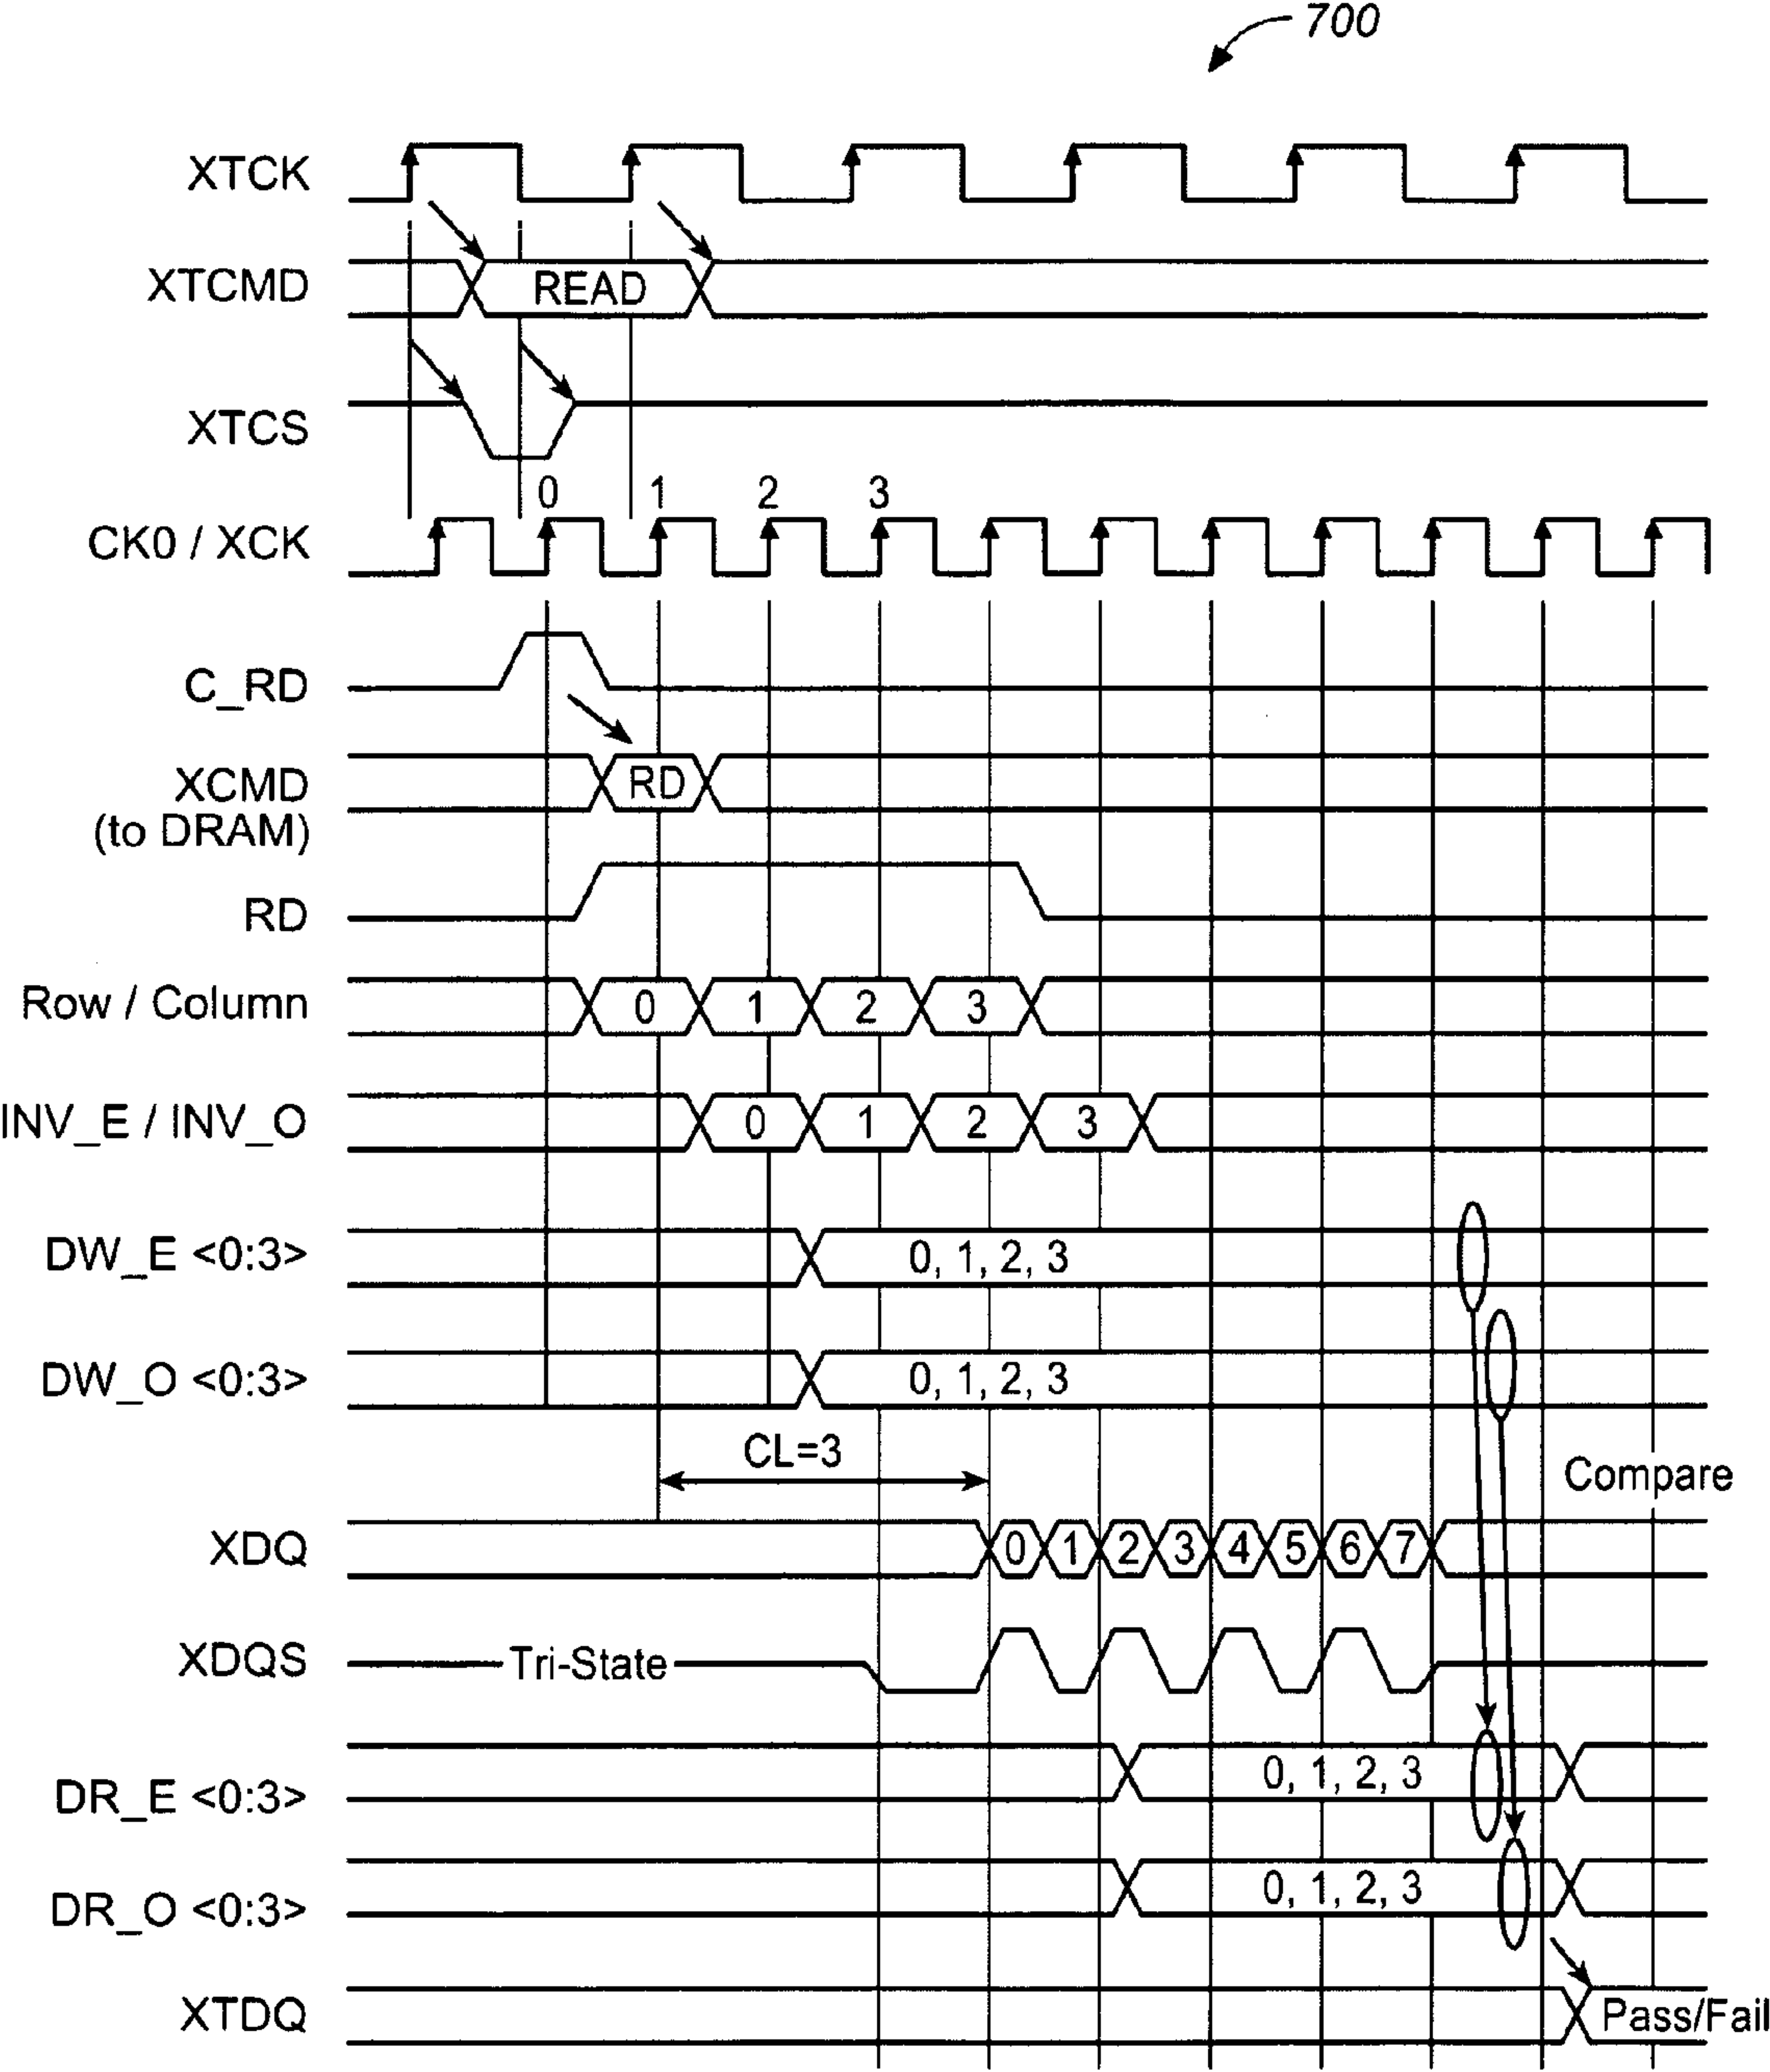 700
XTCK
XTCMD READ
XTCS
0 1 2 3
CK0 / XCK
C_RD
XCMD RD
(to DRAM)
RD
Row / Column 0 1 2 3
INV_E / INV_O 0 1 2 3
DW_E <0:3> 0, 1, 2, 3
DW_O <0:3> 0, 1, 2, 3
CL=3
Compare
XDQ 0 1 2 3 4 5 6 7
XDQS Tri-State
DR_E <0:3> 0, 1, 2, 3
DR_O <0:3> 0, 1, 2, 3
XTDQ Pass/Fail